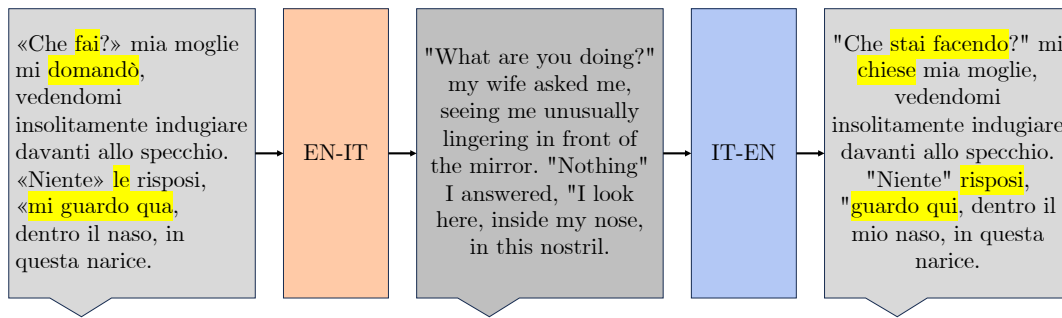 «Che fai?» mia moglie
mi domandò,
vedendomi
insolitamente indugiare
davanti allo specchio.
«Niente» le risposi,
«mi guardo qua,
dentro il naso, in
questa narice.
EN-IT
"What are you doing?"
my wife asked me,
seeing me unusually
lingering in front of
the mirror. "Nothing"
I answered, "I look
here, inside my nose,
in this nostril.
IT-EN
"Che stai facendo?" mi
chiese mia moglie,
vedendomi
insolitamente indugiare
davanti allo specchio.
"Niente" risposi,
"guardo qui, dentro il
mio naso, in questa
narice.